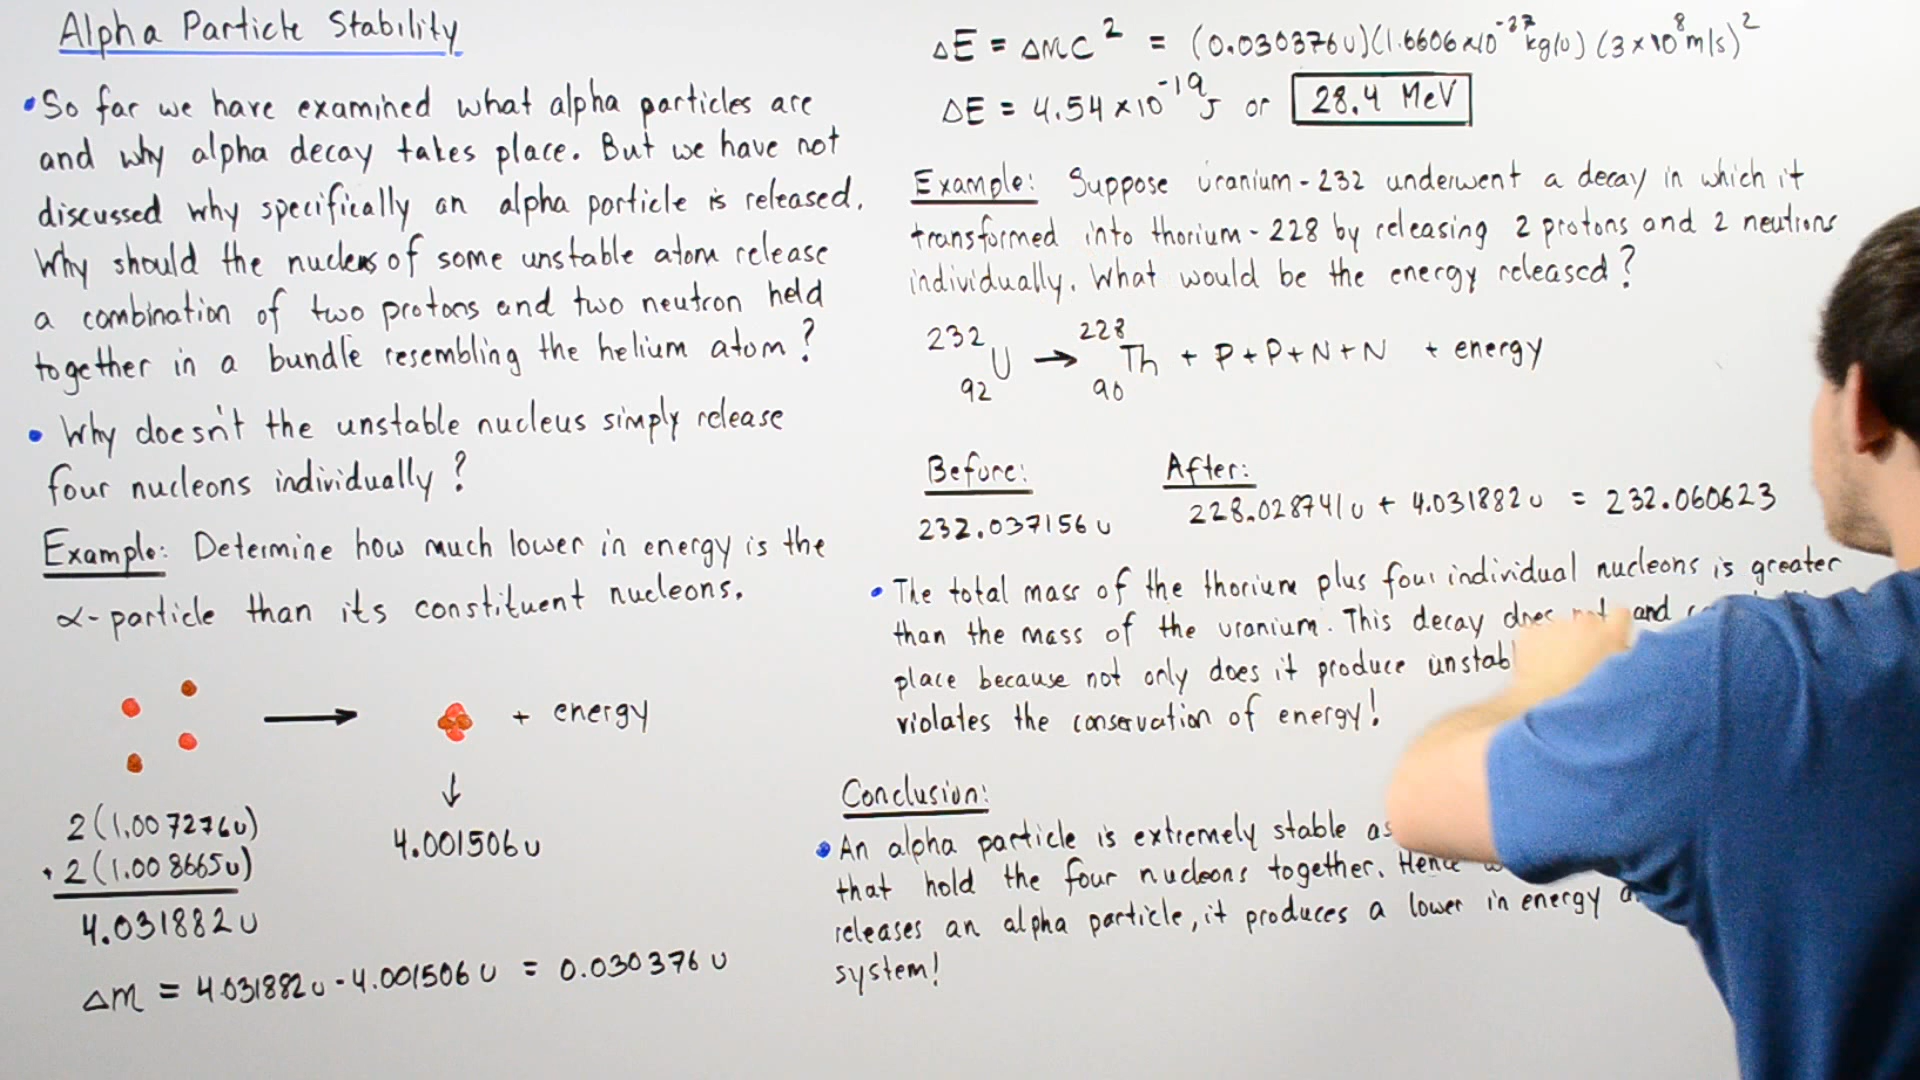 Alpha Particle Stability
• So far we have examined what alpha particles are
and why alpha decay takes place. But we have not
discussed why specifically an alpha particle is released.
Why should the nucleus of some unstable atom release
a combination of two protons and two neutron held
together in a bundle resembling the helium atom?
• Why doesn't the unstable nucleus simply release
four nucleons individually?
Example: Determine how much lower in energy is the
α-particle than its constituent nucleons.
+ energy
2(1.007276u)
+ 2(1.008665u)
4.031882u
4.001506u
Δm = 4.031882u - 4.001506u = 0.030376u
ΔE = Δmc² = (0.030376u)(1.6606×10⁻²⁷kg/u)(3×10⁸m/s)²
ΔE = 4.54×10⁻¹⁹J or 28.4 MeV
Example: Suppose uranium-232 underwent a decay in which it
transformed into thorium-228 by releasing 2 protons and 2 neutrons
individually. What would be the energy released?
²³²₉₂U → ²²⁸₉₀Th + P + P + N + N + energy
Before: After:
232.037156u 228.028741u + 4.031882u = 232.060623
• The total mass of the thorium plus four individual nucleons is greater
than the mass of the uranium. This decay does not and
place because not only does it produce
violates the conservation of energy!
Conclusion:
• An alpha particle is extremely stable as
that hold the four nucleons together. Hence
releases an alpha particle, it produces a lower in energy
system!